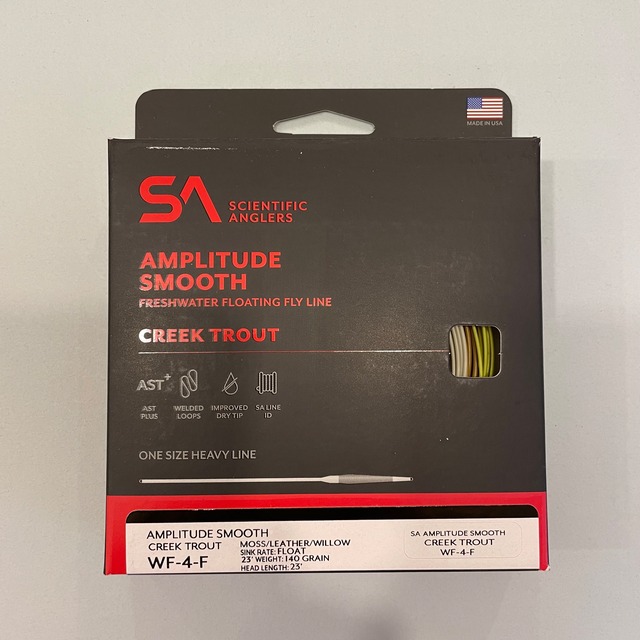 MADE IN USA
SA SCIENTIFIC
ANGLERS
AMPLITUDE
SMOOTH
FRESHWATER FLOATING FLY LINE
CREEK TROUT
AST+
AST
PLUS
WELDED
LOOPS
IMPROVED
DRY TIP
SA LINE
ID
ONE SIZE HEAVY LINE
AMPLITUDE SMOOTH
CREEK TROUT
WF-4-F
MOSS/LEATHER/WILLOW
SINK RATE: FLOAT
23' WEIGHT: 140 GRAIN
HEAD LENGTH: 23'
SA AMPLITUDE SMOOTH
CREEK TROUT
WF-4-F